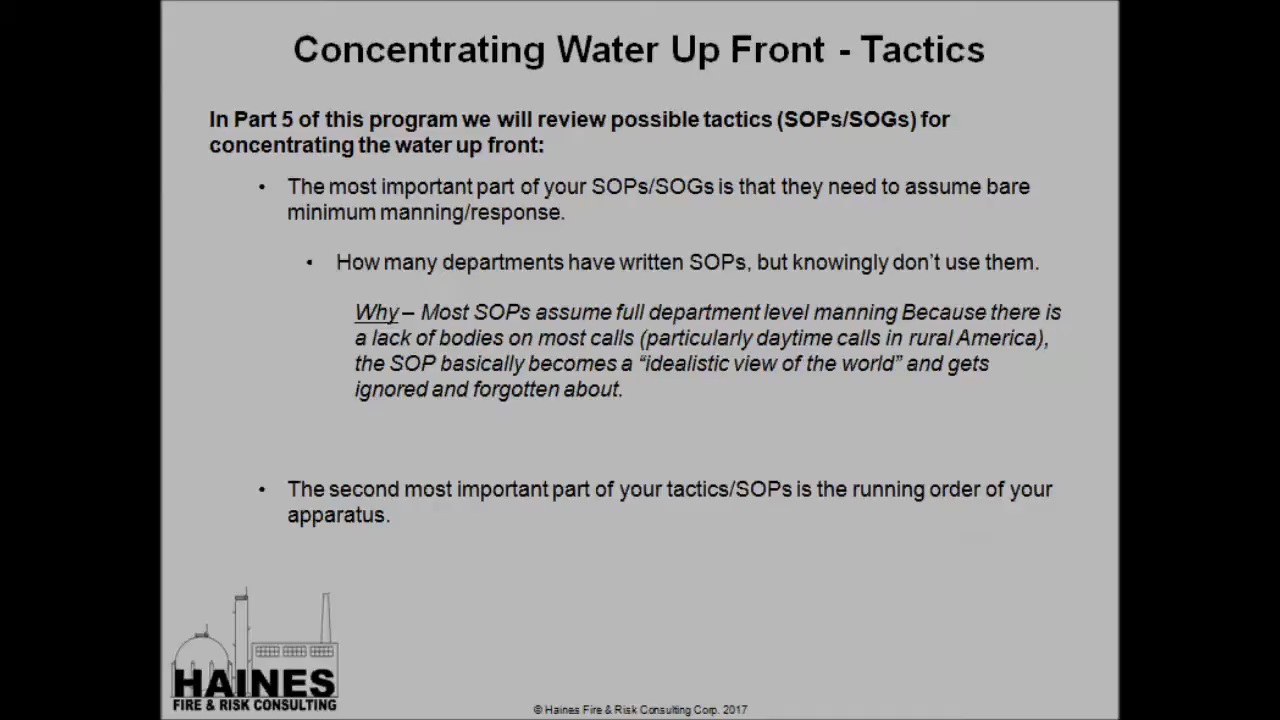 Concentrating Water Up Front - Tactics
In Part 5 of this program we will review possible tactics (SOPs/SOGs) for
concentrating the water up front:
• The most important part of your SOPs/SOGs is that they need to assume bare
minimum manning/response.
• How many departments have written SOPs, but knowingly don't use them.
Why – Most SOPs assume full department level manning Because there is
a lack of bodies on most calls (particularly daytime calls in rural America),
the SOP basically becomes a “idealistic view of the world” and gets
ignored and forgotten about.
• The second most important part of your tactics/SOPs is the running order of your
apparatus.
HAINES
FIRE & RISK CONSULTING
© Haines Fire & Risk Consulting Corp. 2017